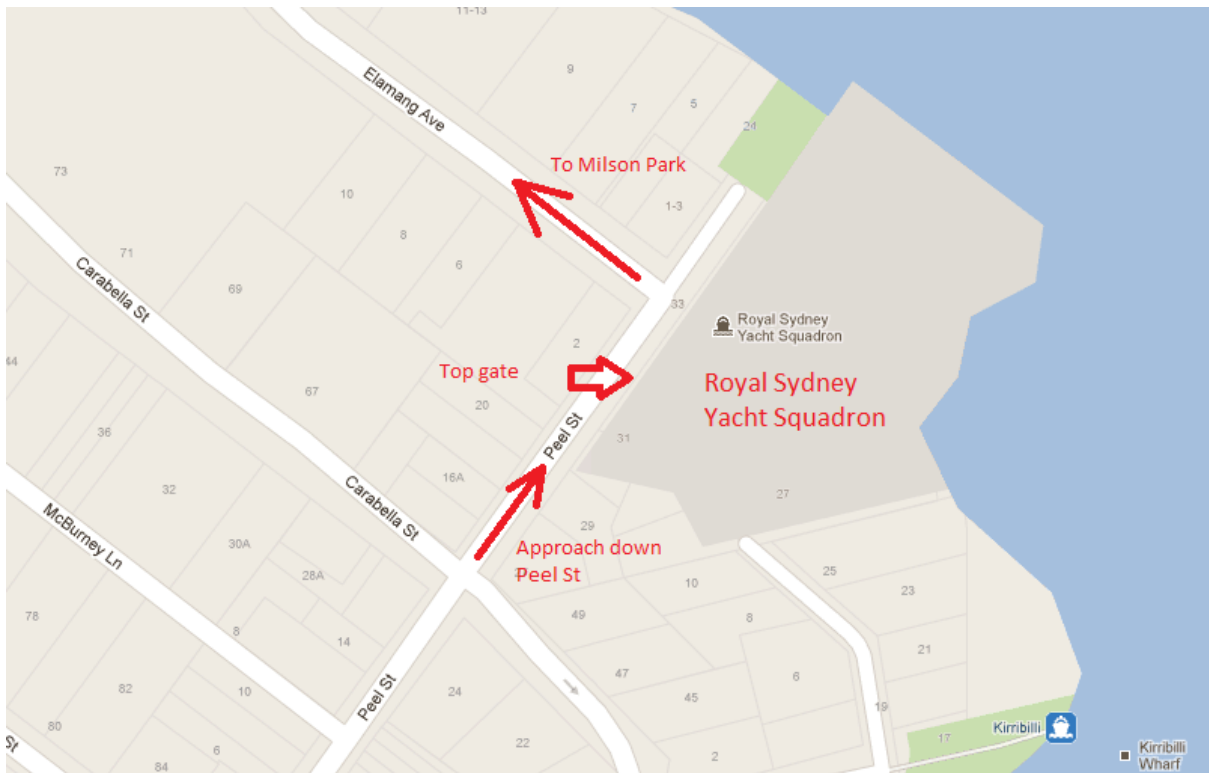 11-13
Elamang Ave
9
7
5
24
To Milson Park
73
10
1-3
8
6
71
Carabella St
69
33
Royal Sydney
Yacht Squadron
2
44
Top gate
Royal Sydney
Yacht Squadron
67
20
Peel St
36
31
16A
32
Carabella St
27
McBurney Ln
29
30A
Approach down
Peel St
28A
10
25
23
49
8
78
8
14
21
47
6
82
10
Peel St
24
45
19
80
Kirribilli
17
St
6
22
2
84
Kirribilli
Wharf